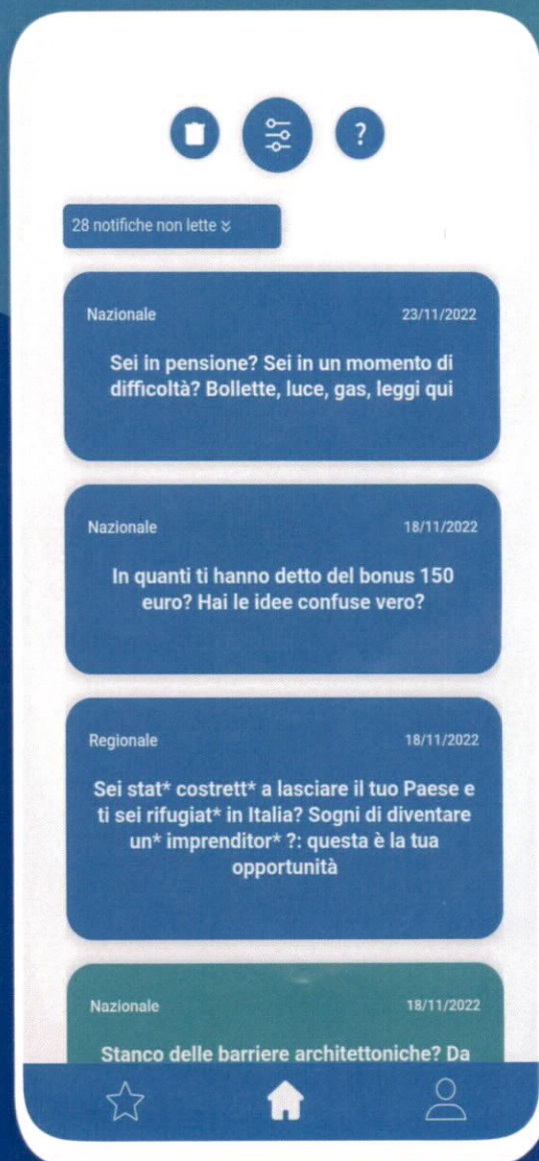 ?
28 notifiche non lette
Nazionale
23/11/2022
Sei in pensione? Sei in un momento di
difficoltà? Bollette, luce, gas, leggi qui
Nazionale
18/11/2022
In quanti ti hanno detto del bonus 150
euro? Hai le idee confuse vero?
Regionale
18/11/2022
Sei stat* costrett* a lasciare il tuo Paese e
ti sei rifugiat* in Italia? Sogni di diventare
un* imprenditor* ?: questa è la tua
opportunità
Nazionale
18/11/2022
Stanco delle barriere architettoniche? Da